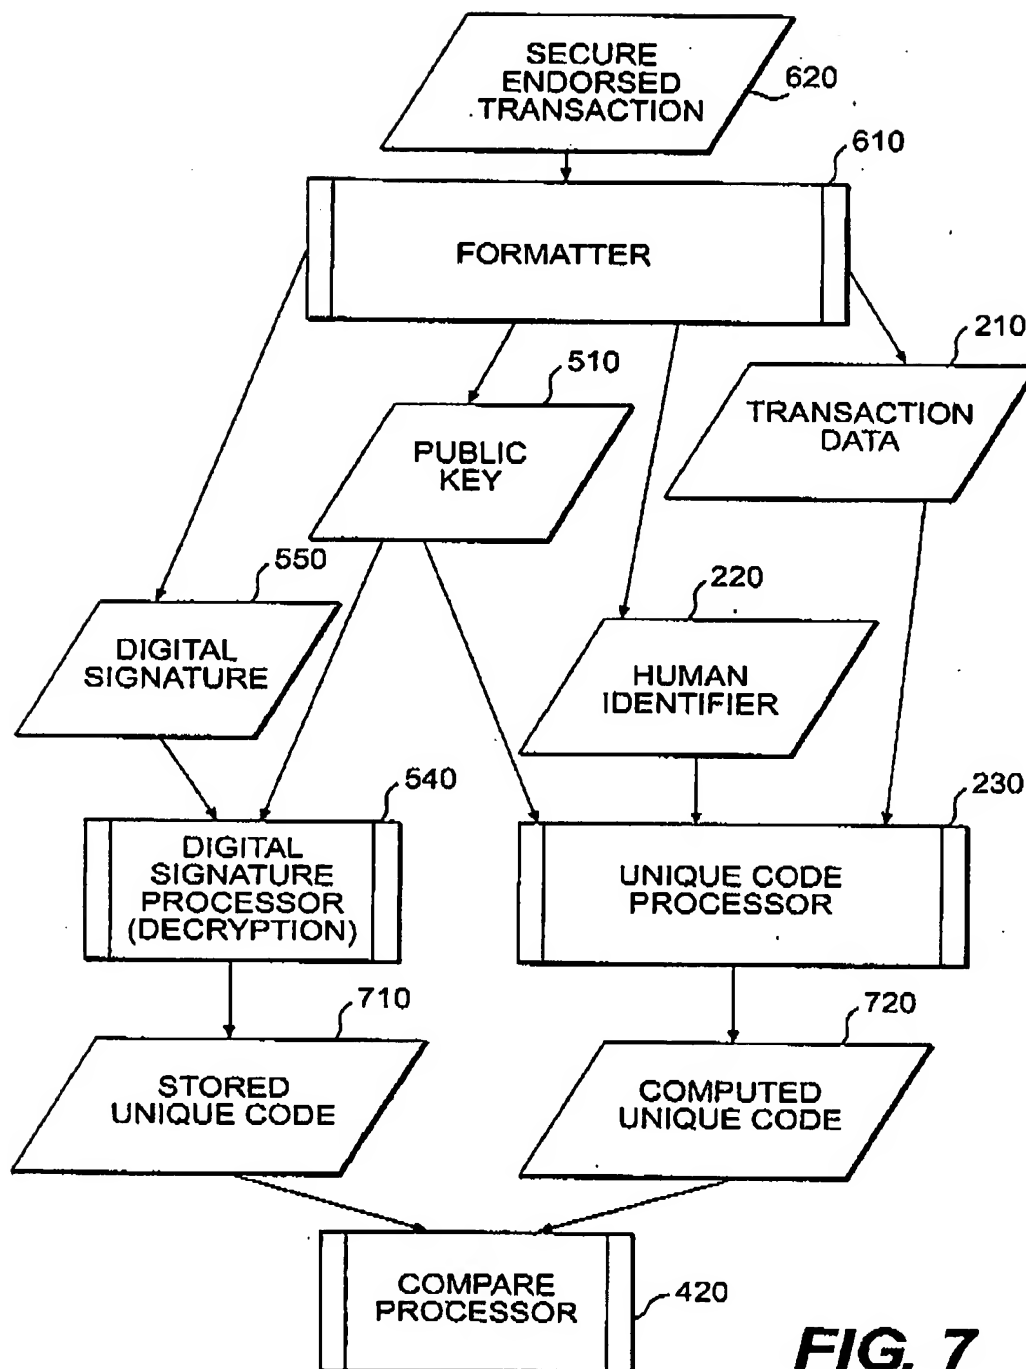 SECURE
ENDORSED
TRANSACTION
620
610
FORMATTER
210
TRANSACTION
DATA
510
PUBLIC
KEY
550
DIGITAL
SIGNATURE
220
HUMAN
IDENTIFIER
540
DIGITAL
SIGNATURE
PROCESSOR
(DECRYPTION)
230
UNIQUE CODE
PROCESSOR
710
STORED
UNIQUE CODE
720
COMPUTED
UNIQUE CODE
COMPARE
PROCESSOR
420
FIG. 7